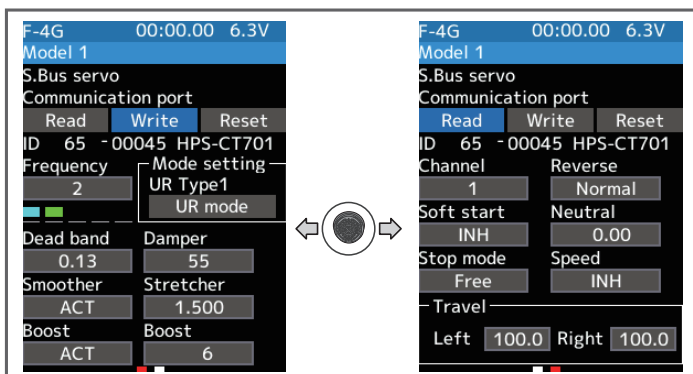 F-4G 00:00.00 6.3V
Model 1
S.Bus servo
Communication port
Read Write Reset
ID 65 -00045 HPS-CT701
Frequency Mode setting
UR Type1
2 UR mode
Dead band Damper
0.13 55
Smoother Stretcher
ACT 1.500
Boost Boost
ACT 6
F-4G 00:00.00 6.3V
Model 1
S.Bus servo
Communication port
Read Write Reset
ID 65 -00045 HPS-CT701
Channel Reverse
1 Normal
Soft start Neutral
INH 0.00
Stop mode Speed
Free INH
Travel
Left 100.0 Right 100.0